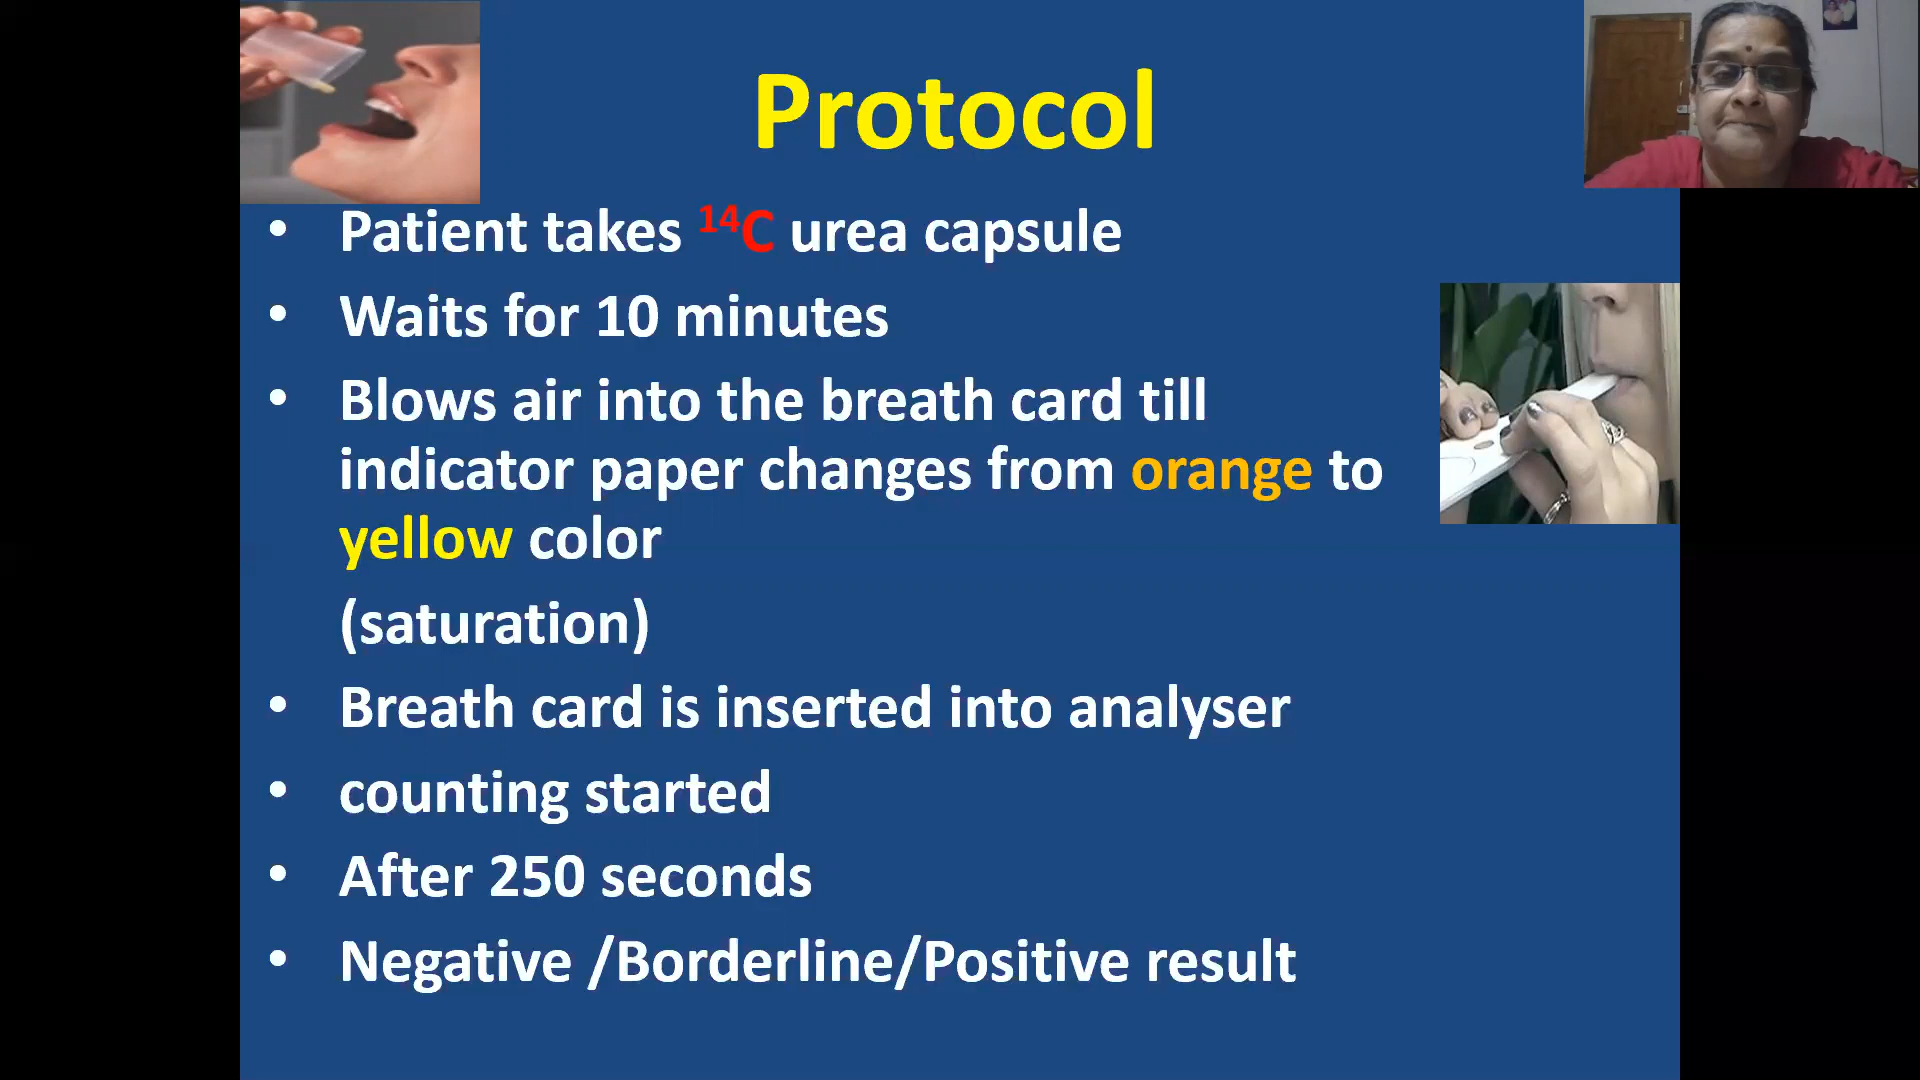 Protocol
• Patient takes ¹⁴C urea capsule
• Waits for 10 minutes
• Blows air into the breath card till
indicator paper changes from orange to
yellow color
(saturation)
• Breath card is inserted into analyser
• counting started
• After 250 seconds
• Negative /Borderline/Positive result